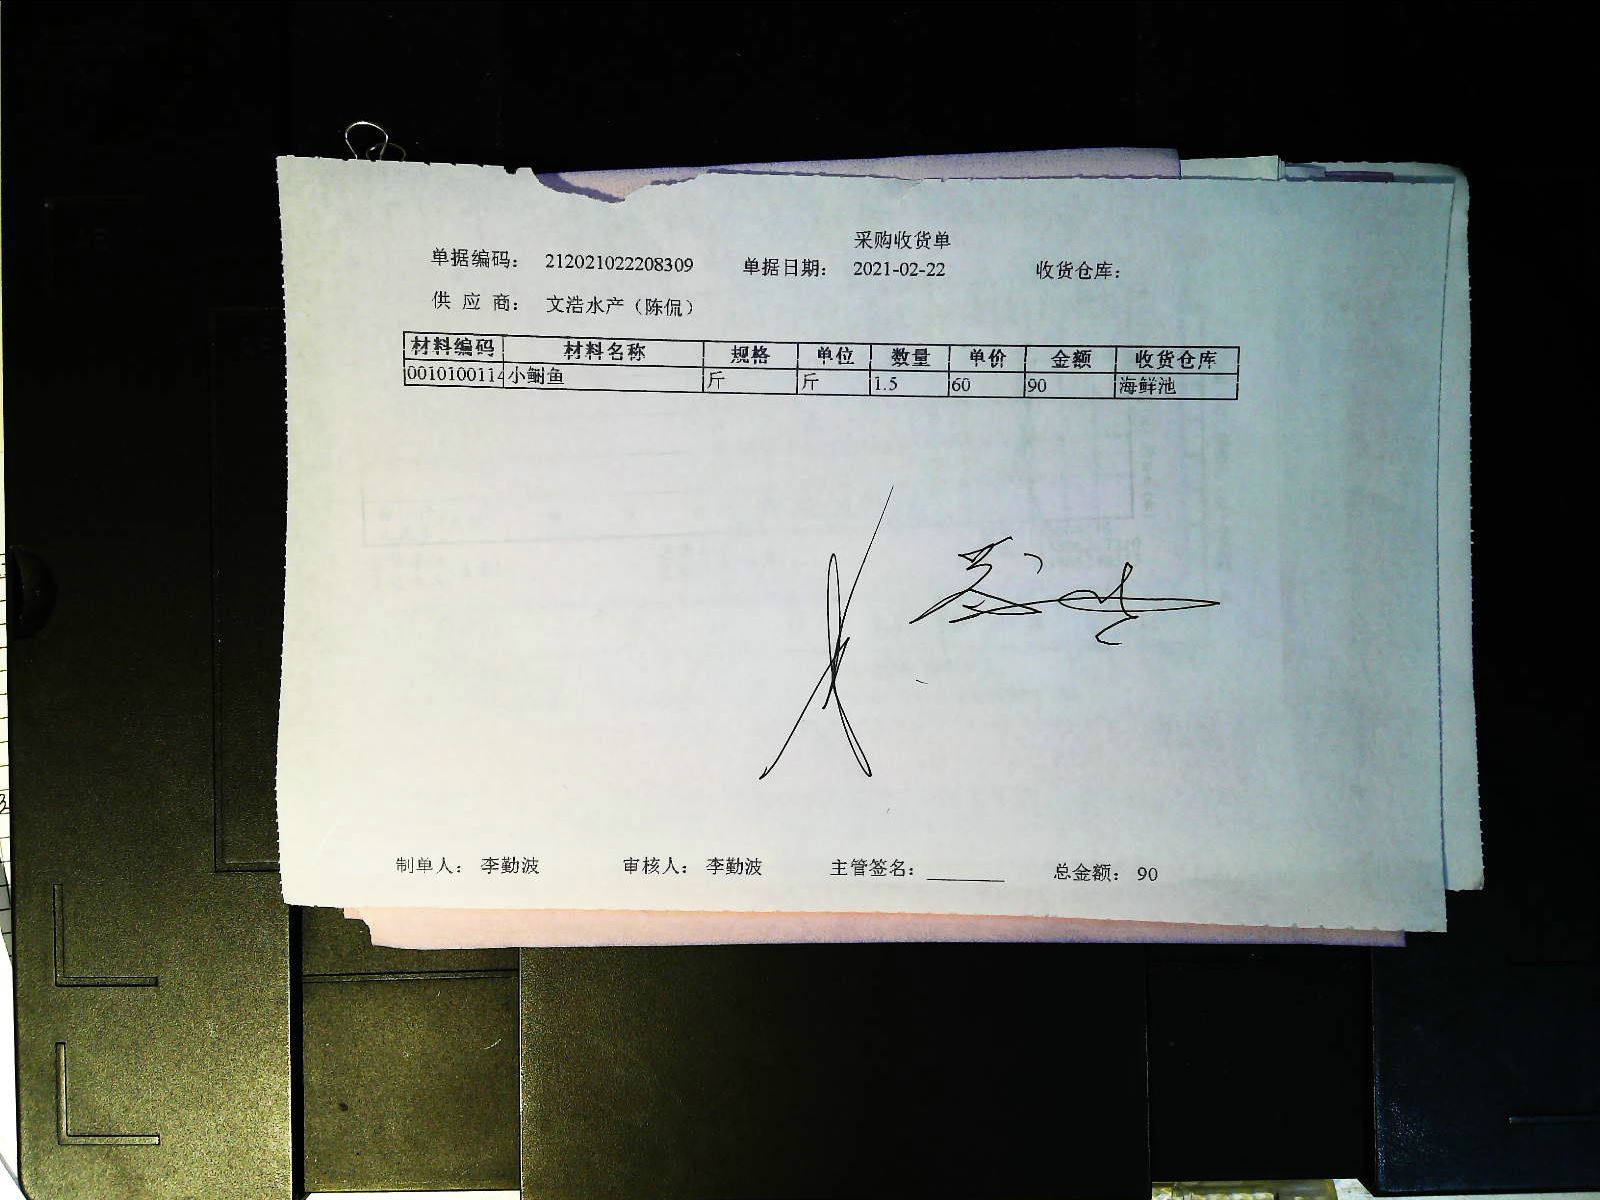 采购收货单
单据编码： 212021022208309 单据日期： 2021-02-22 收货仓库：
供 应 商： 文浩水产（陈侃）
材料编码 材料名称 规格 单位 数量 单价 金额 收货仓库
0010100114 小鮰鱼 斤 斤 1.5 60 90 海鲜池
制单人： 李勤波 审核人： 李勤波 主管签名： 总金额： 90